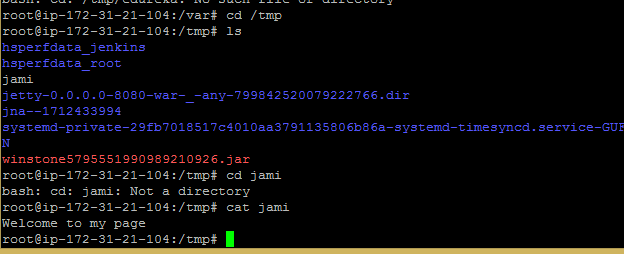 bash: cd: /tmp/edureka: No such file or directory
root@ip-172-31-21-104:/var# cd /tmp
root@ip-172-31-21-104:/tmp# ls
hsperfdata_jenkins
hsperfdata_root
jami
jetty-0.0.0.0-8080-war-_-any-799842520079222766.dir
jna--1712433994
systemd-private-29fb7018517c4010aa3791135806b86a-systemd-timesyncd.service-GUF
N
winstone5795551990989210926.jar
root@ip-172-31-21-104:/tmp# cd jami
bash: cd: jami: Not a directory
root@ip-172-31-21-104:/tmp# cat jami
Welcome to my page
root@ip-172-31-21-104:/tmp#